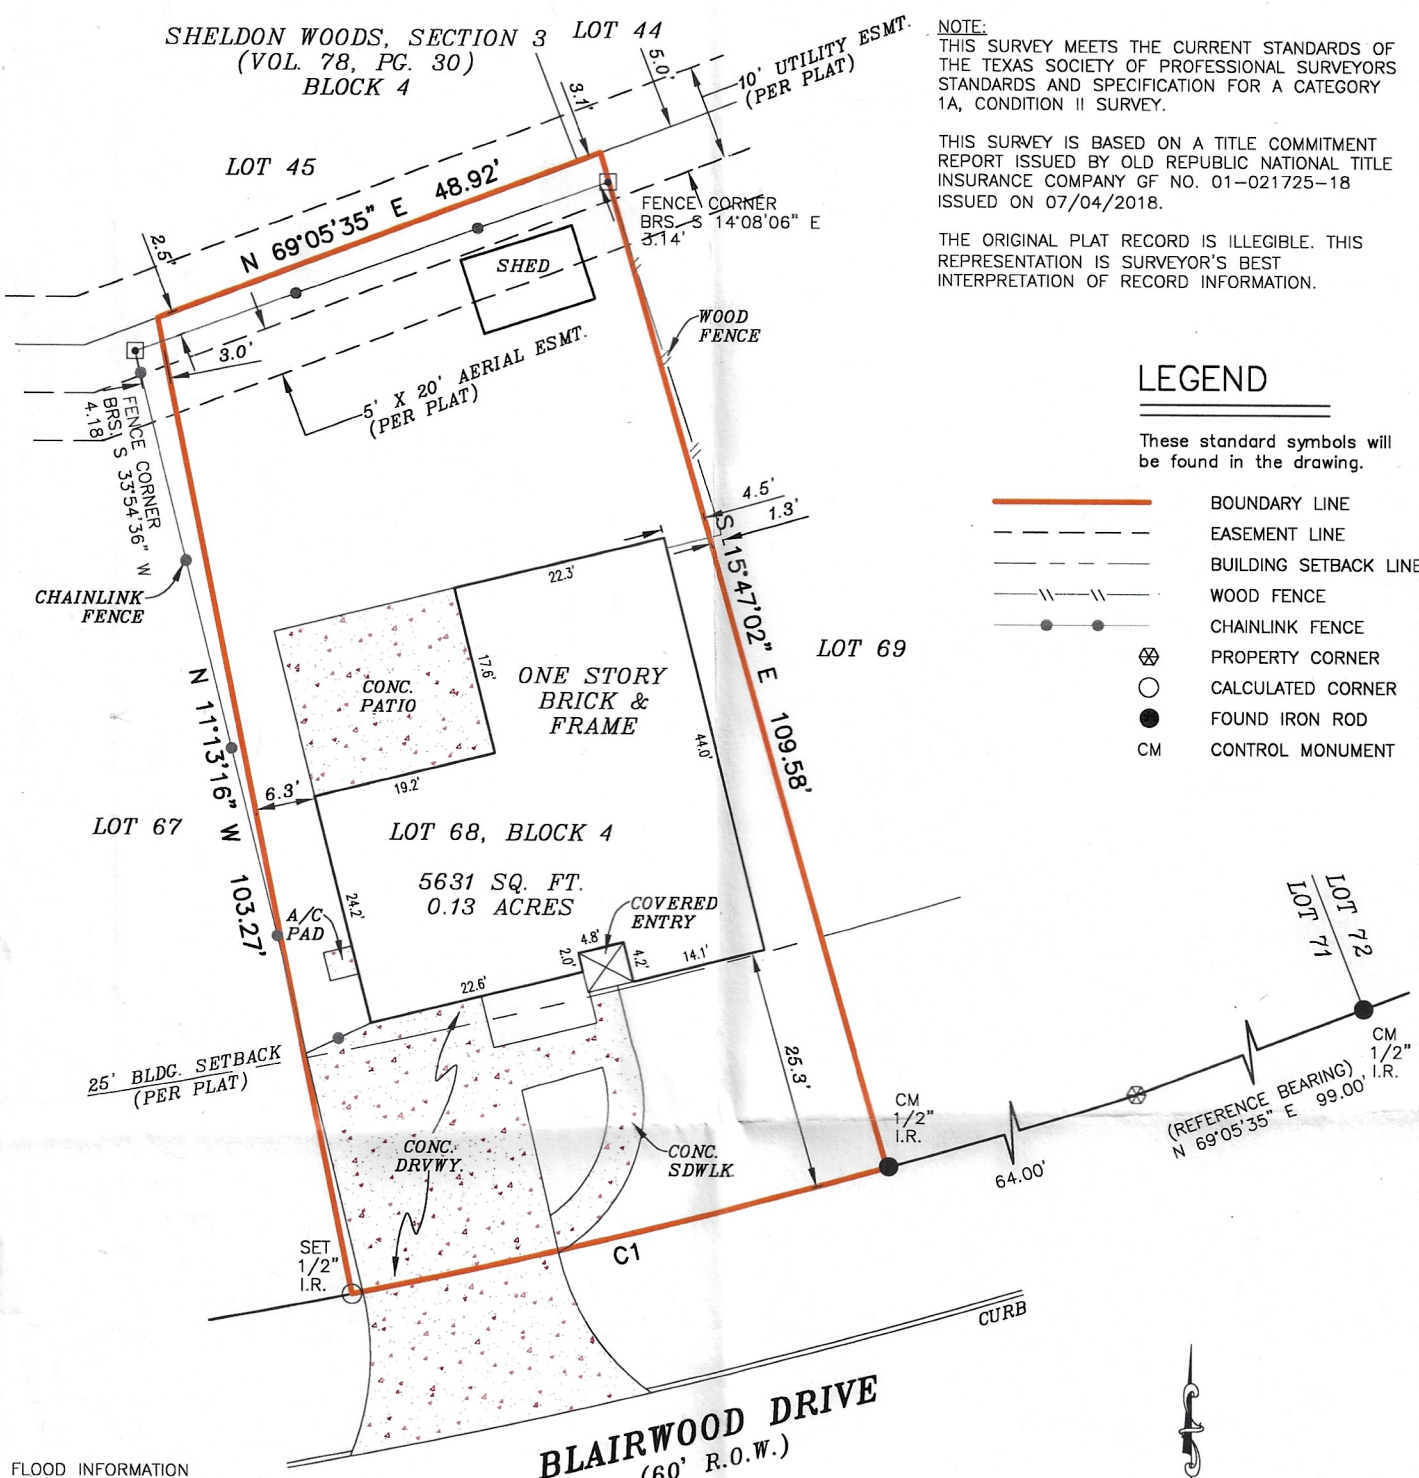 SHELDON WOODS, SECTION 3
(VOL. 78, PG. 30)
BLOCK 4
LOT 44
5.0'
3.1'
10' UTILITY ESMT.
(PER PLAT)
NOTE:
THIS SURVEY MEETS THE CURRENT STANDARDS OF
THE TEXAS SOCIETY OF PROFESSIONAL SURVEYORS
STANDARDS AND SPECIFICATION FOR A CATEGORY
1A, CONDITION II SURVEY.
THIS SURVEY IS BASED ON A TITLE COMMITMENT
REPORT ISSUED BY OLD REPUBLIC NATIONAL TITLE
INSURANCE COMPANY GF NO. 01-021725-18
ISSUED ON 07/04/2018.
THE ORIGINAL PLAT RECORD IS ILLEGIBLE. THIS
REPRESENTATION IS SURVEYOR'S BEST
INTERPRETATION OF RECORD INFORMATION.
LOT 45
N 69°05'35" E 48.92'
2.5'
FENCE CORNER
BRS. S 14°08'06" E
3.14'
SHED
WOOD
FENCE
3.0'
5' X 20' AERIAL ESMT.
(PER PLAT)
FENCE CORNER
BRS. S 33°54'36" W
4.18'
LEGEND
These standard symbols will
be found in the drawing.
BOUNDARY LINE
EASEMENT LINE
BUILDING SETBACK LINE
WOOD FENCE
CHAINLINK FENCE
PROPERTY CORNER
CALCULATED CORNER
FOUND IRON ROD
CM CONTROL MONUMENT
4.5'
1.3'
S 15°47'02" E 109.58'
22.3'
CHAINLINK
FENCE
LOT 69
17.6'
CONC.
PATIO
ONE STORY
BRICK &
FRAME
44.0'
N 11°13'16" W 103.27'
19.2'
6.3'
LOT 67
LOT 68, BLOCK 4
5631 SQ. FT.
0.13 ACRES
24.2'
A/C
PAD
COVERED
ENTRY
4.8'
2.0'
4.2'
14.1'
22.6'
LOT 72
LOT 71
25' BLDG. SETBACK
(PER PLAT)
25.3'
CM
1/2"
I.R.
CM
1/2"
I.R.
(REFERENCE BEARING)
N 69°05'35" E 99.00'
64.00'
CONC.
DRVWY.
CONC.
SDWLK.
SET
1/2"
I.R.
C1
CURB
BLAIRWOOD DRIVE
(60' R.O.W.)
FLOOD INFORMATION